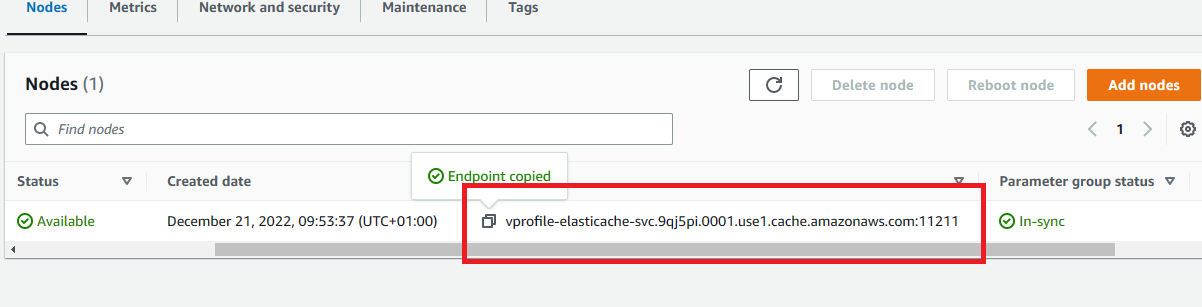 Nodes Metrics Network and security Maintenance Tags
Nodes (1)
Delete node Reboot node Add nodes
Find nodes
1
Endpoint copied
Status Created date Parameter group status
Available December 21, 2022, 09:53:37 (UTC+01:00) vprofile-elasticache-svc.9qj5pi.0001.use1.cache.amazonaws.com:11211 In-sync